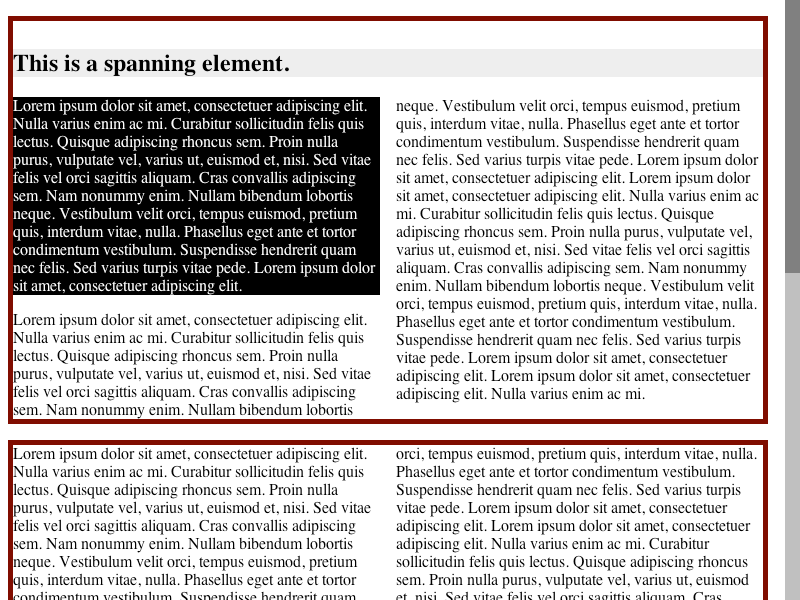 This is a spanning element.
Lorem ipsum dolor sit amet, consectetuer adipiscing elit.
Nulla varius enim ac mi. Curabitur sollicitudin felis quis
lectus. Quisque adipiscing rhoncus sem. Proin nulla
purus, vulputate vel, varius ut, euismod et, nisi. Sed vitae
felis vel orci sagittis aliquam. Cras convallis adipiscing
sem. Nam nonummy enim. Nullam bibendum lobortis
neque. Vestibulum velit orci, tempus euismod, pretium
quis, interdum vitae, nulla. Phasellus eget ante et tortor
condimentum vestibulum. Suspendisse hendrerit quam
nec felis. Sed varius turpis vitae pede. Lorem ipsum dolor
sit amet, consectetuer adipiscing elit.
Lorem ipsum dolor sit amet, consectetuer adipiscing elit.
Nulla varius enim ac mi. Curabitur sollicitudin felis quis
lectus. Quisque adipiscing rhoncus sem. Proin nulla
purus, vulputate vel, varius ut, euismod et, nisi. Sed vitae
felis vel orci sagittis aliquam. Cras convallis adipiscing
sem. Nam nonummy enim. Nullam bibendum lobortis
neque. Vestibulum velit orci, tempus euismod, pretium
quis, interdum vitae, nulla. Phasellus eget ante et tortor
condimentum vestibulum. Suspendisse hendrerit quam
nec felis. Sed varius turpis vitae pede. Lorem ipsum dolor
sit amet, consectetuer adipiscing elit. Lorem ipsum dolor
sit amet, consectetuer adipiscing elit. Nulla varius enim ac
mi. Curabitur sollicitudin felis quis lectus. Quisque
adipiscing rhoncus sem. Proin nulla purus, vulputate vel,
varius ut, euismod et, nisi. Sed vitae felis vel orci sagittis
aliquam. Cras convallis adipiscing sem. Nam nonummy
enim. Nullam bibendum lobortis neque. Vestibulum velit
orci, tempus euismod, pretium quis, interdum vitae, nulla.
Phasellus eget ante et tortor condimentum vestibulum.
Suspendisse hendrerit quam nec felis. Sed varius turpis
vitae pede. Lorem ipsum dolor sit amet, consectetuer
adipiscing elit. Lorem ipsum dolor sit amet, consectetuer
adipiscing elit. Nulla varius enim ac mi.
Lorem ipsum dolor sit amet, consectetuer adipiscing elit.
Nulla varius enim ac mi. Curabitur sollicitudin felis quis
lectus. Quisque adipiscing rhoncus sem. Proin nulla
purus, vulputate vel, varius ut, euismod et, nisi. Sed vitae
felis vel orci sagittis aliquam. Cras convallis adipiscing
sem. Nam nonummy enim. Nullam bibendum lobortis
neque. Vestibulum velit orci, tempus euismod, pretium
quis, interdum vitae, nulla. Phasellus eget ante et tortor
condimentum vestibulum. Suspendisse hendrerit quam
orci, tempus euismod, pretium quis, interdum vitae, nulla.
Phasellus eget ante et tortor condimentum vestibulum.
Suspendisse hendrerit quam nec felis. Sed varius turpis
vitae pede. Lorem ipsum dolor sit amet, consectetuer
adipiscing elit. Lorem ipsum dolor sit amet, consectetuer
adipiscing elit. Nulla varius enim ac mi. Curabitur
sollicitudin felis quis lectus. Quisque adipiscing rhoncus
sem. Proin nulla purus, vulputate vel, varius ut, euismod
et, nisi. Sed vitae felis vel orci sagittis aliquam. Cras